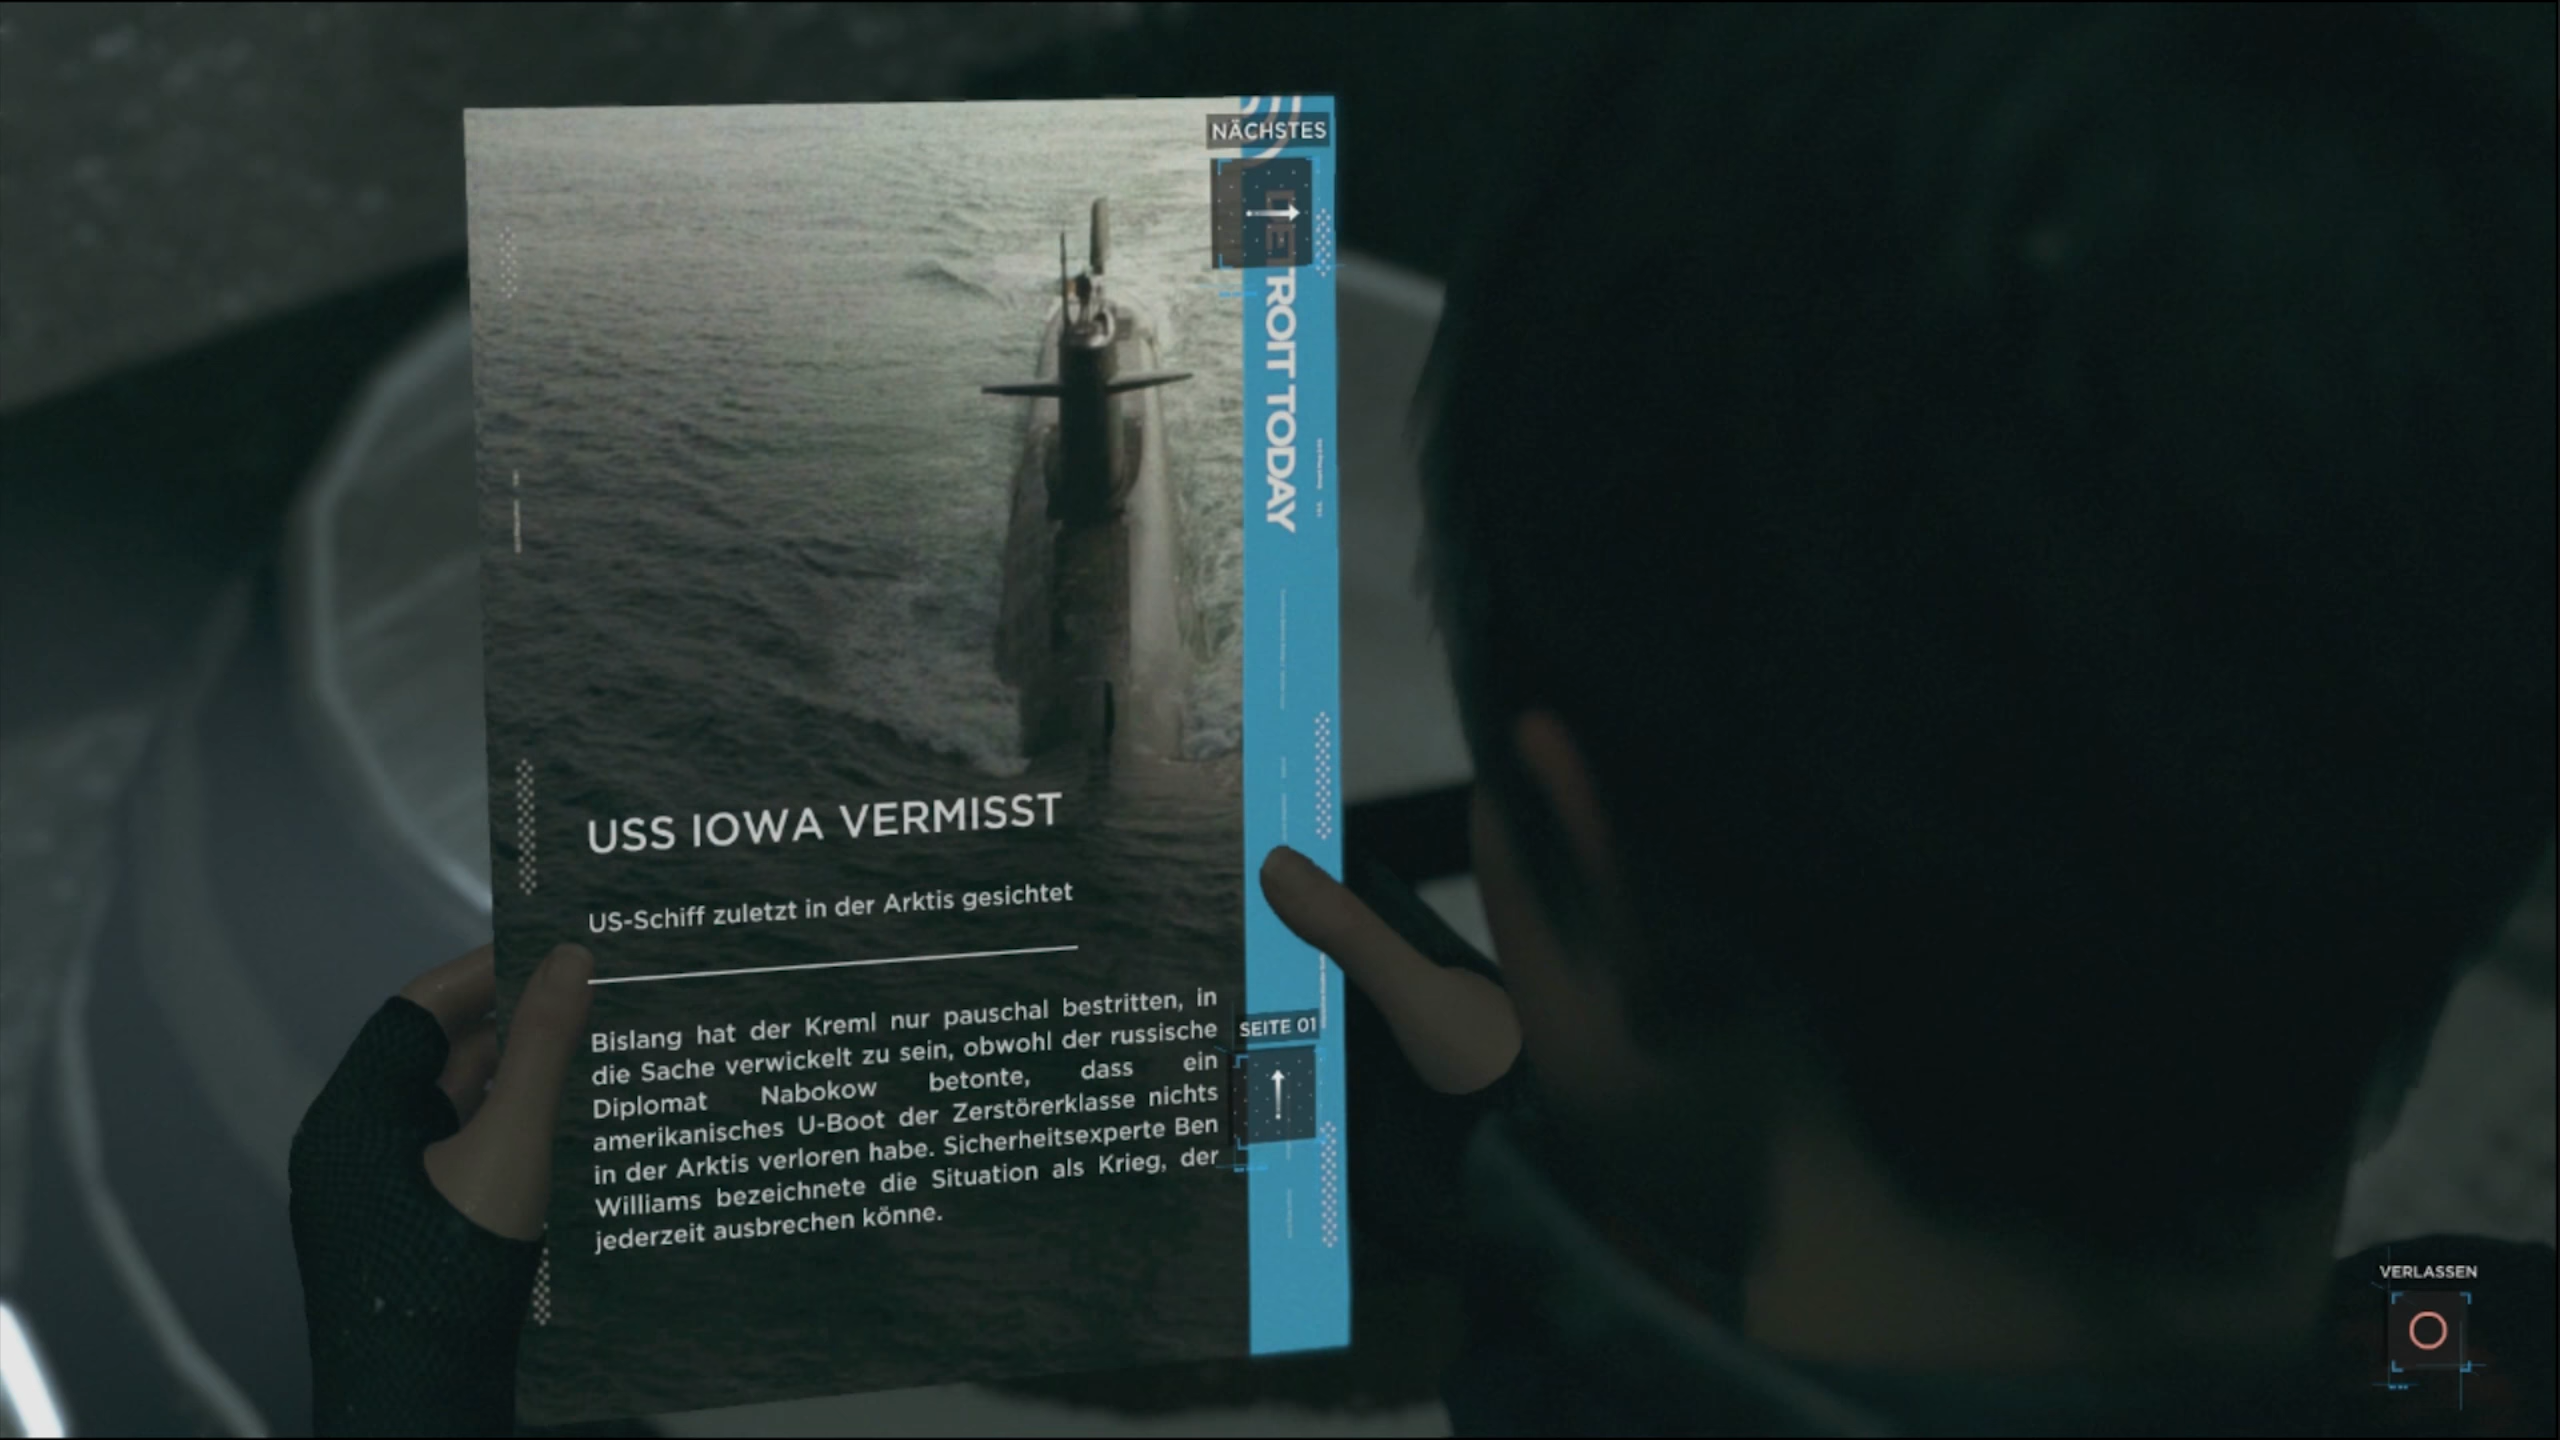 NÄCHSTES
DETROIT TODAY
USS IOWA VERMISST
US-Schiff zuletzt in der Arktis gesichtet
Bislang hat der Kreml nur pauschal bestritten, in
die Sache verwickelt zu sein, obwohl der russische
Diplomat Nabokow betonte, dass ein
amerikanisches U-Boot der Zerstörerklasse nichts
in der Arktis verloren habe. Sicherheitsexperte Ben
Williams bezeichnete die Situation als Krieg, der
jederzeit ausbrechen könne.
SEITE 01
VERLASSEN